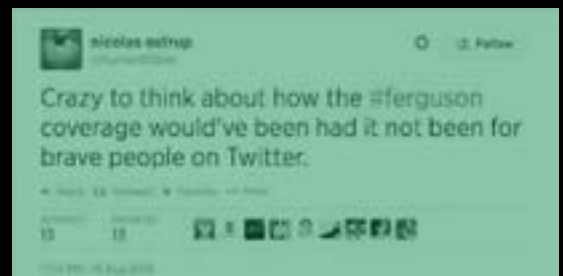 nicolas ostrup
Follow
Crazy to think about how the #ferguson
coverage would've been had it not been for
brave people on Twitter.
13 13